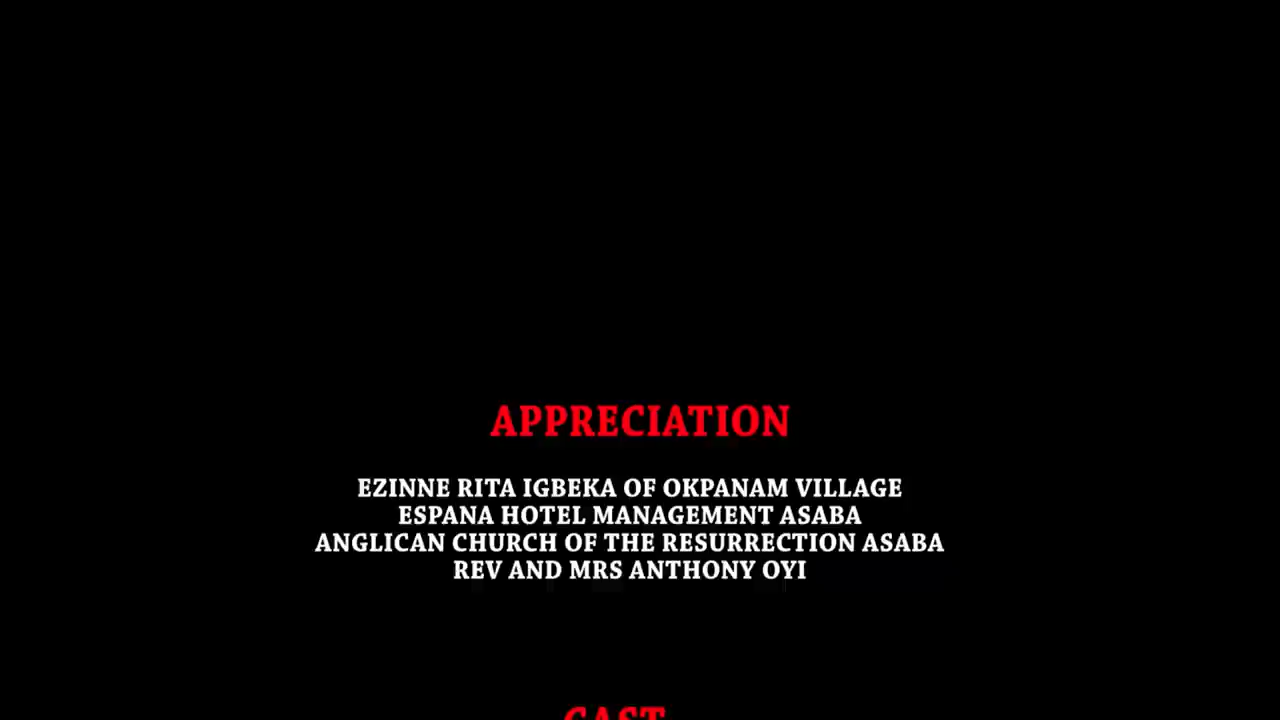 APPRECIATION
EZINNE RITA IGBEKA OF OKPANAM VILLAGE
ESPANA HOTEL MANAGEMENT ASABA
ANGLICAN CHURCH OF THE RESURRECTION ASABA
REV AND MRS ANTHONY OYI
CAST